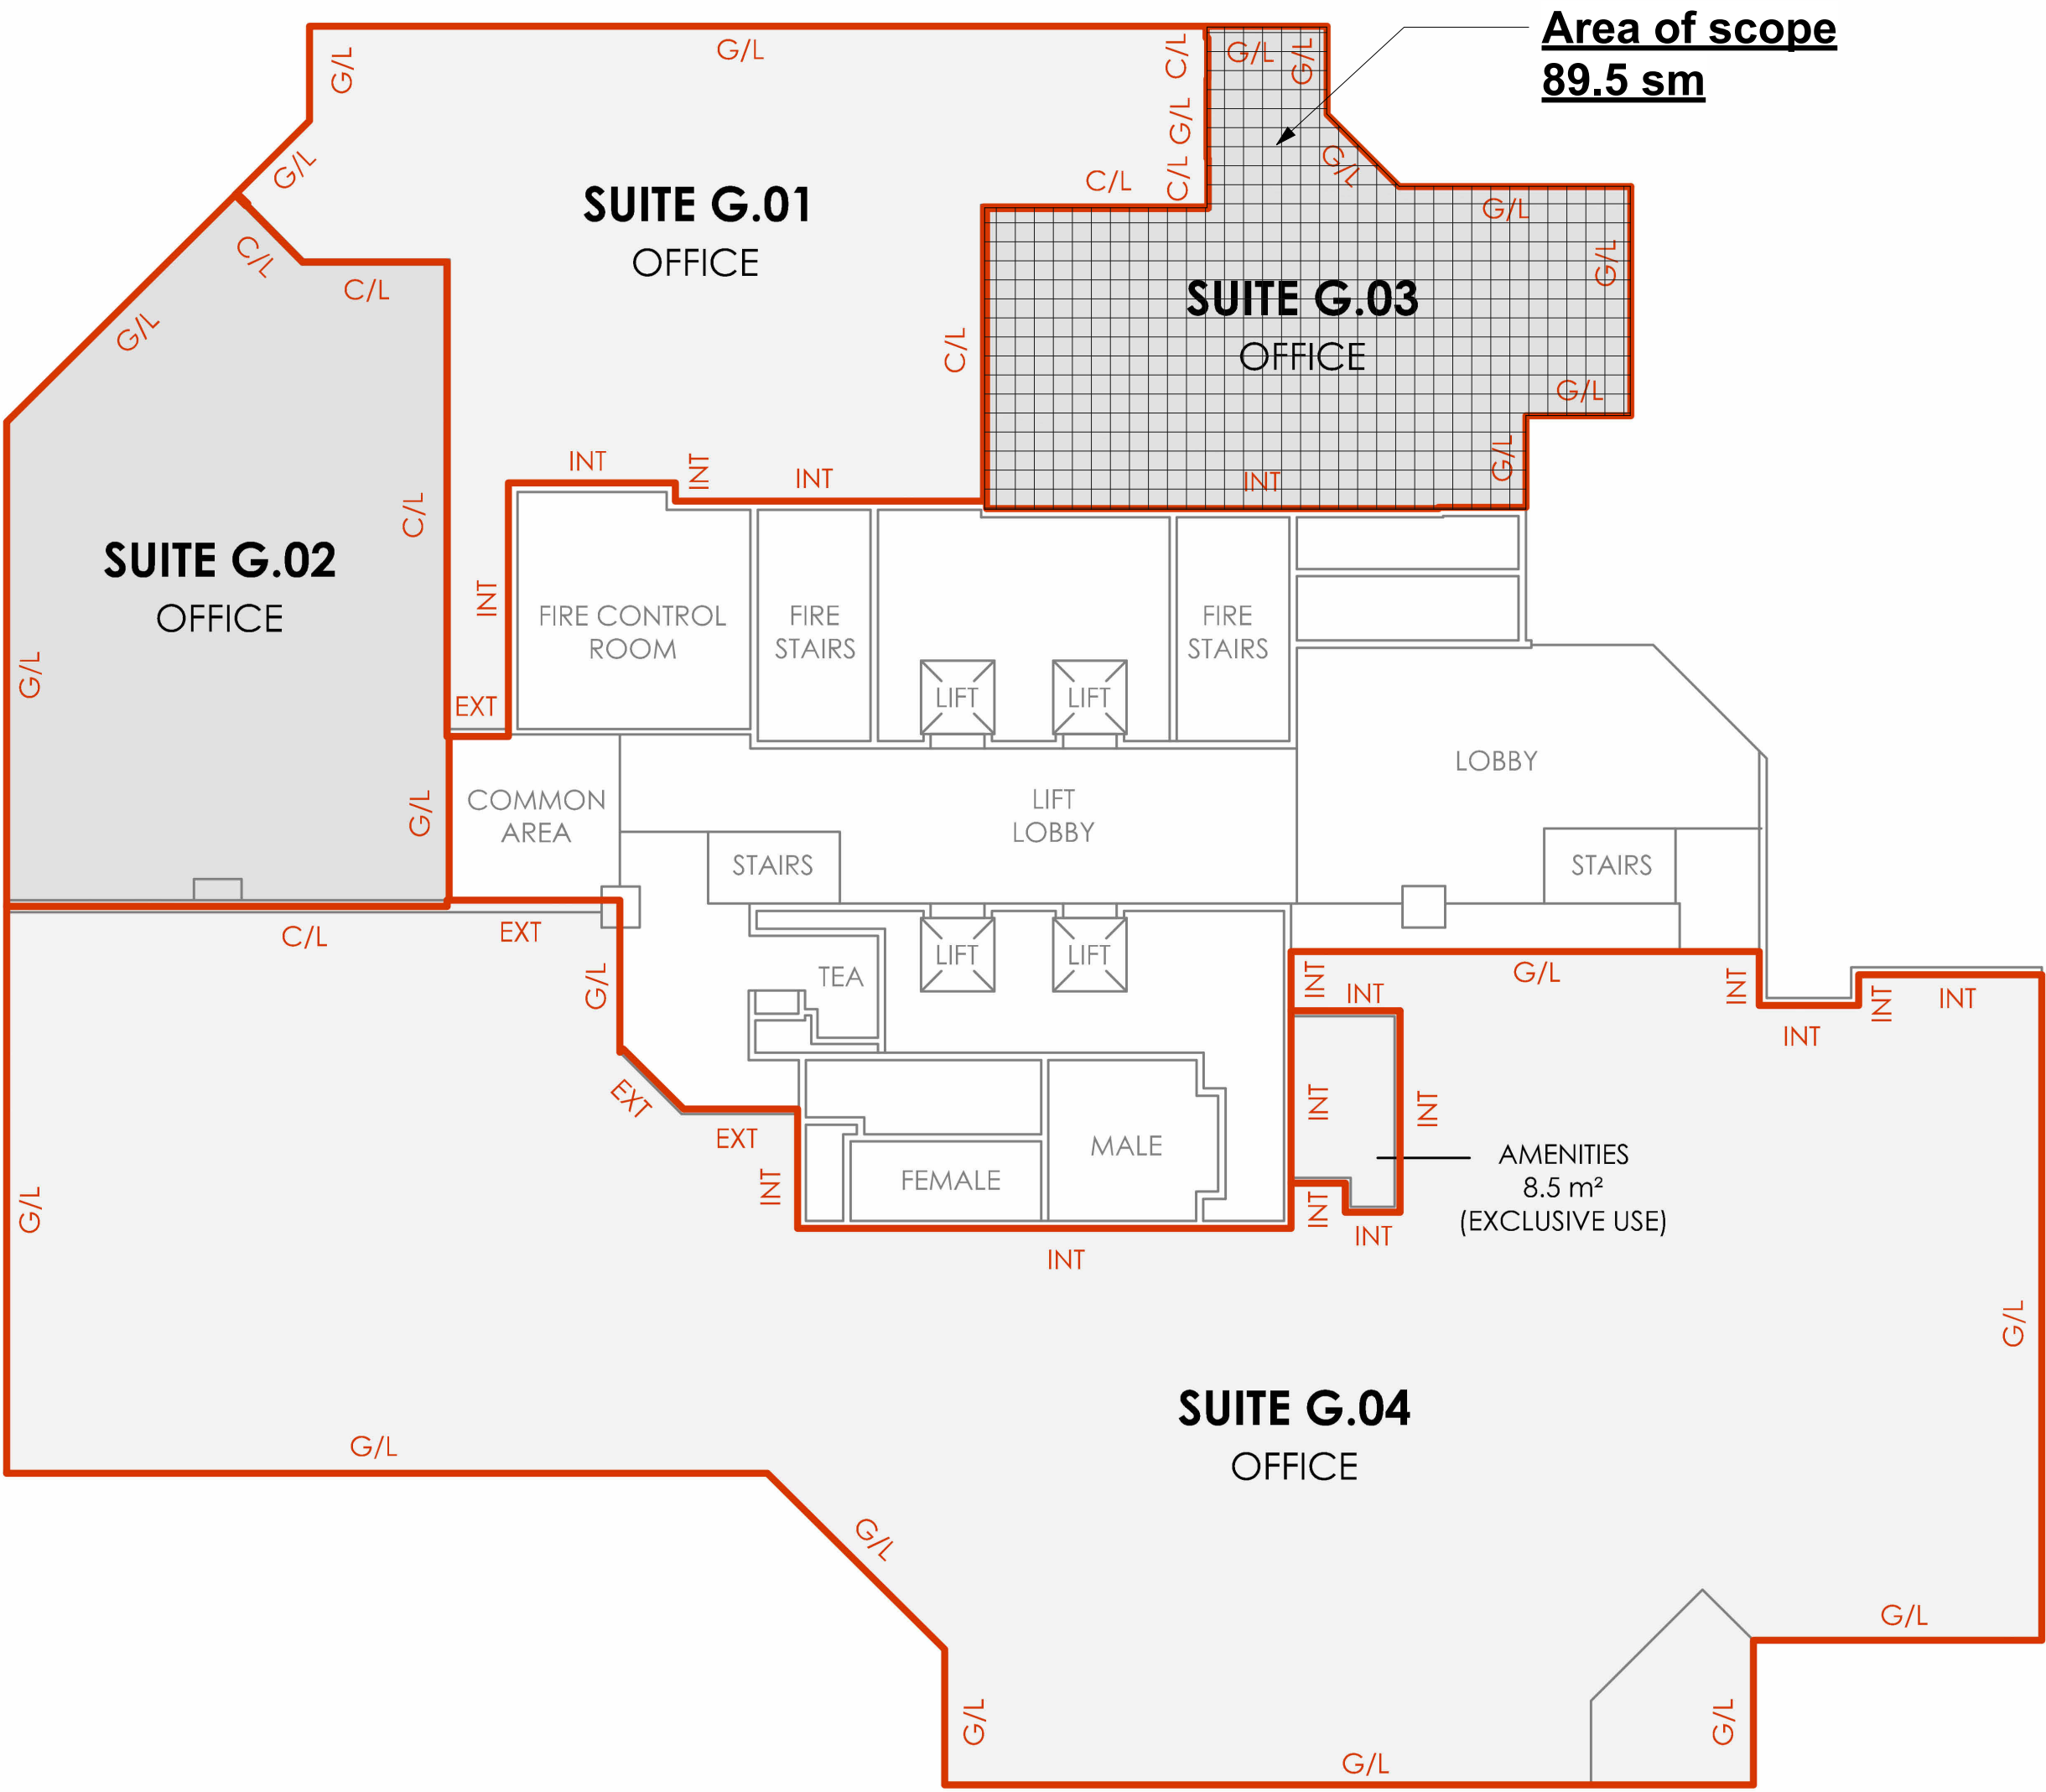 Area of scope
89.5 sm
G/L
G/L
C/L
G/L
G/L
G/L
C/L
G/L
G/L
C/L
C/L
SUITE G.01
OFFICE
G/L
G/L
C/L
C/L
G/L
C/L
SUITE G.03
OFFICE
G/L
G/L
INT
INT
INT
INT
C/L
SUITE G.02
OFFICE
INT
FIRE CONTROL
ROOM
FIRE
STAIRS
FIRE
STAIRS
G/L
EXT
LIFT
LIFT
LOBBY
G/L
COMMON
AREA
LIFT
LOBBY
STAIRS
STAIRS
C/L
EXT
G/L
TEA
LIFT
LIFT
INT
INT
G/L
INT
INT
INT
INT
EXT
EXT
INT
FEMALE
MALE
INT
INT
AMENITIES
8.5 m²
(EXCLUSIVE USE)
G/L
INT
INT
INT
G/L
SUITE G.04
OFFICE
G/L
G/L
G/L
G/L
G/L
G/L